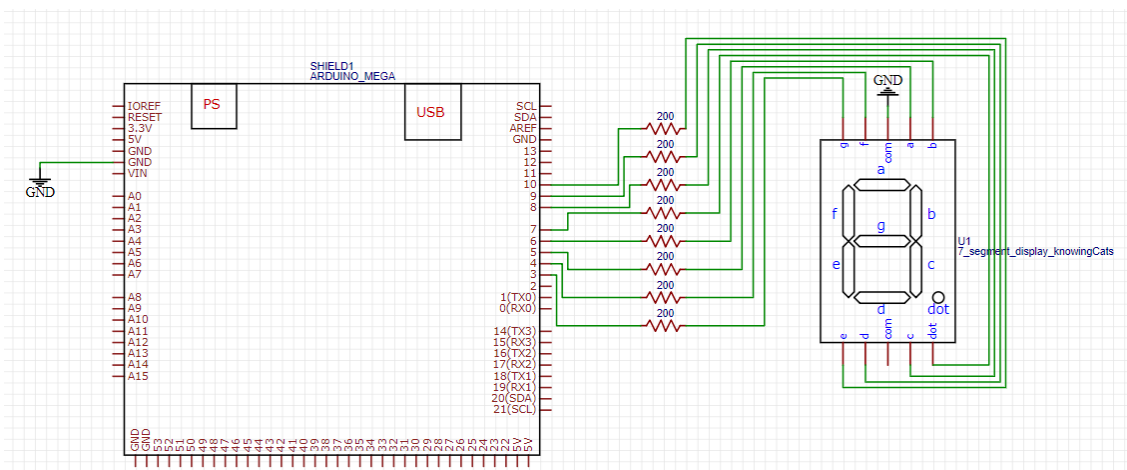 SHIELD1
ARDUINO_MEGA
PS
USB
IOREF
RESET
3.3V
5V
GND
GND
VIN
A0
A1
A2
A3
A4
A5
A6
A7
A8
A9
A10
A11
A12
A13
A14
A15
GND
SCL
SDA
AREF
GND
13
12
11
10
9
8
7
6
5
4
3
2
1(TX0)
0(RX0)
14(TX3)
15(RX3)
16(TX2)
17(RX2)
18(TX1)
19(RX1)
20(SDA)
21(SCL)
GND GND 53 52 51 50 49 48 47 46 45 44 43 42 41 40 39 38 37 36 35 34 33 32 31 30 29 28 27 26 25 24 23 22 5V 5V
200
200
200
200
200
200
200
200
GND
g f com a b
a
f b
g
e c
d dot
e d com c dot
U1
7_segment_display_knowingCats